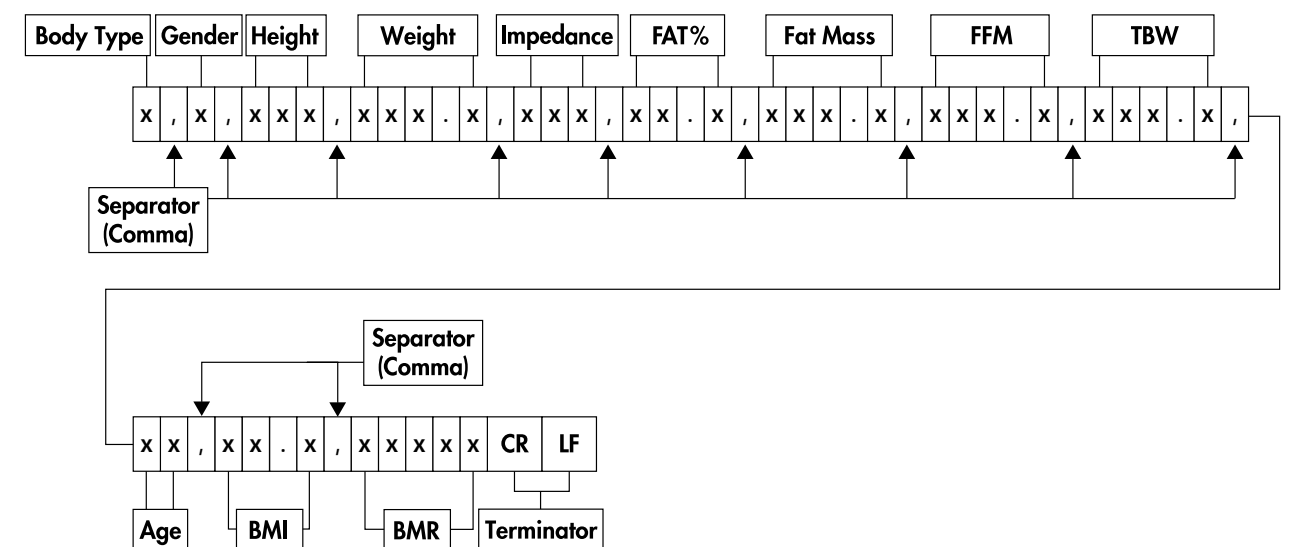 Body Type Gender Height Weight Impedance FAT% Fat Mass FFM TBW
x , x , x x x , x x x . x , x x x , x x . x , x x x . x , x x x . x , x x x . x ,
Separator
(Comma)
Separator
(Comma)
x x , x x . x , x x x x x CR LF
Age BMI BMR Terminator